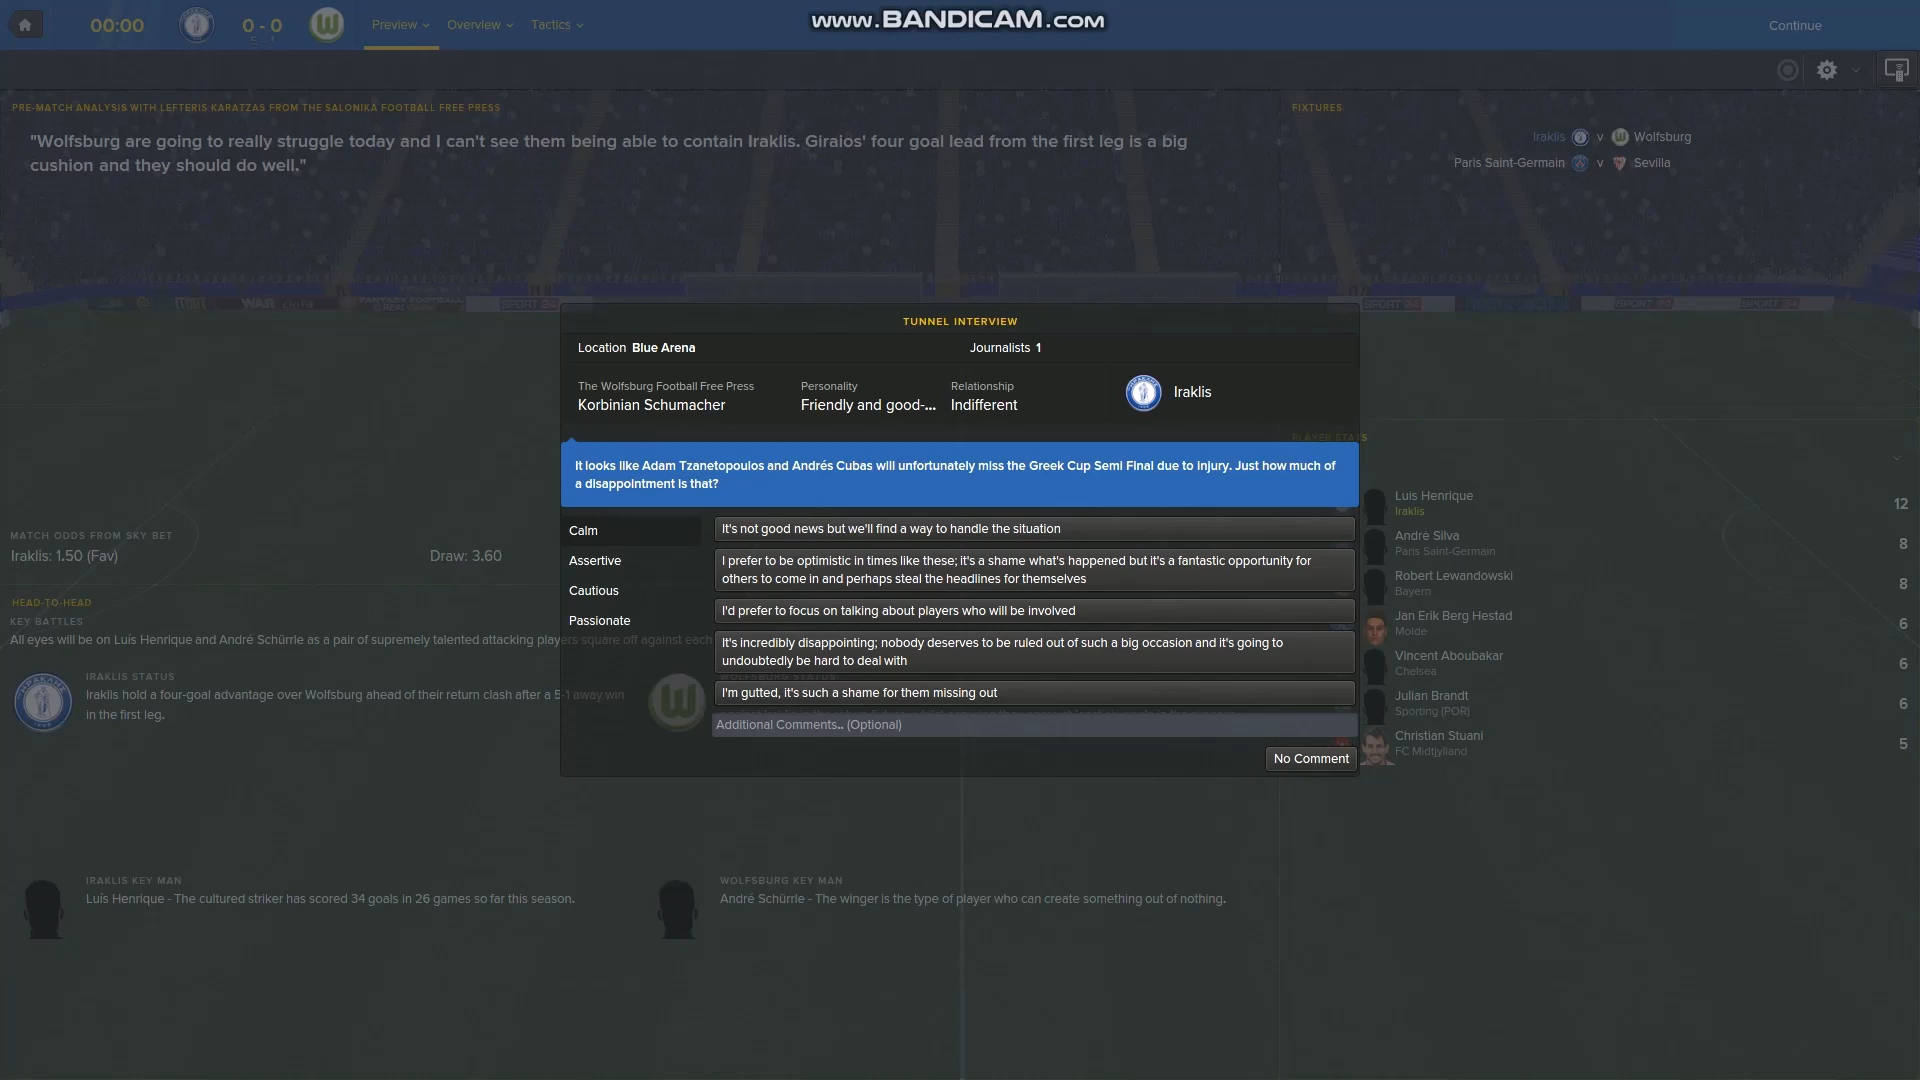 00:00
0 - 0
5 - 1
Preview
Overview
Tactics
www.BANDICAM.com
Continue
PRE-MATCH ANALYSIS WITH LEFTERIS KARATZAS FROM THE SALONIKA FOOTBALL FREE PRESS
"Wolfsburg are going to really struggle today and I can't see them being able to contain Iraklis. Giraios' four goal lead from the first leg is a big
cushion and they should do well."
FIXTURES
Iraklis v Wolfsburg
Paris Saint-Germain v Sevilla
TUNNEL INTERVIEW
Location Blue Arena
Journalists 1
The Wolfsburg Football Free Press
Korbinian Schumacher
Personality
Friendly and good-...
Relationship
Indifferent
Iraklis
PLAYER STATS
It looks like Adam Tzanetopoulos and Andrés Cubas will unfortunately miss the Greek Cup Semi Final due to injury. Just how much of
a disappointment is that?
Calm
Assertive
Cautious
Passionate
It's not good news but we'll find a way to handle the situation
I prefer to be optimistic in times like these; it's a shame what's happened but it's a fantastic opportunity for
others to come in and perhaps steal the headlines for themselves
I'd prefer to focus on talking about players who will be involved
It's incredibly disappointing; nobody deserves to be ruled out of such a big occasion and it's going to
undoubtedly be hard to deal with
I'm gutted, it's such a shame for them missing out
Additional Comments.. (Optional)
No Comment
Luis Henrique
Iraklis
12
André Silva
Paris Saint-Germain
8
Robert Lewandowski
Bayern
8
Jan Erik Berg Hestad
Molde
6
Vincent Aboubakar
Chelsea
6
Julian Brandt
Sporting (POR)
6
Christian Stuani
FC Midtjylland
5
MATCH ODDS FROM SKY BET
Iraklis: 1.50 (Fav)
Draw: 3.60
HEAD-TO-HEAD
KEY BATTLES
All eyes will be on Luís Henrique and André Schürrle as a pair of supremely talented attacking players square off against each
IRAKLIS STATUS
Iraklis hold a four-goal advantage over Wolfsburg ahead of their return clash after a 5-1 away win
in the first leg.
WOLFSBURG STATUS
IRAKLIS KEY MAN
Luís Henrique - The cultured striker has scored 34 goals in 26 games so far this season.
WOLFSBURG KEY MAN
André Schürrle - The winger is the type of player who can create something out of nothing.